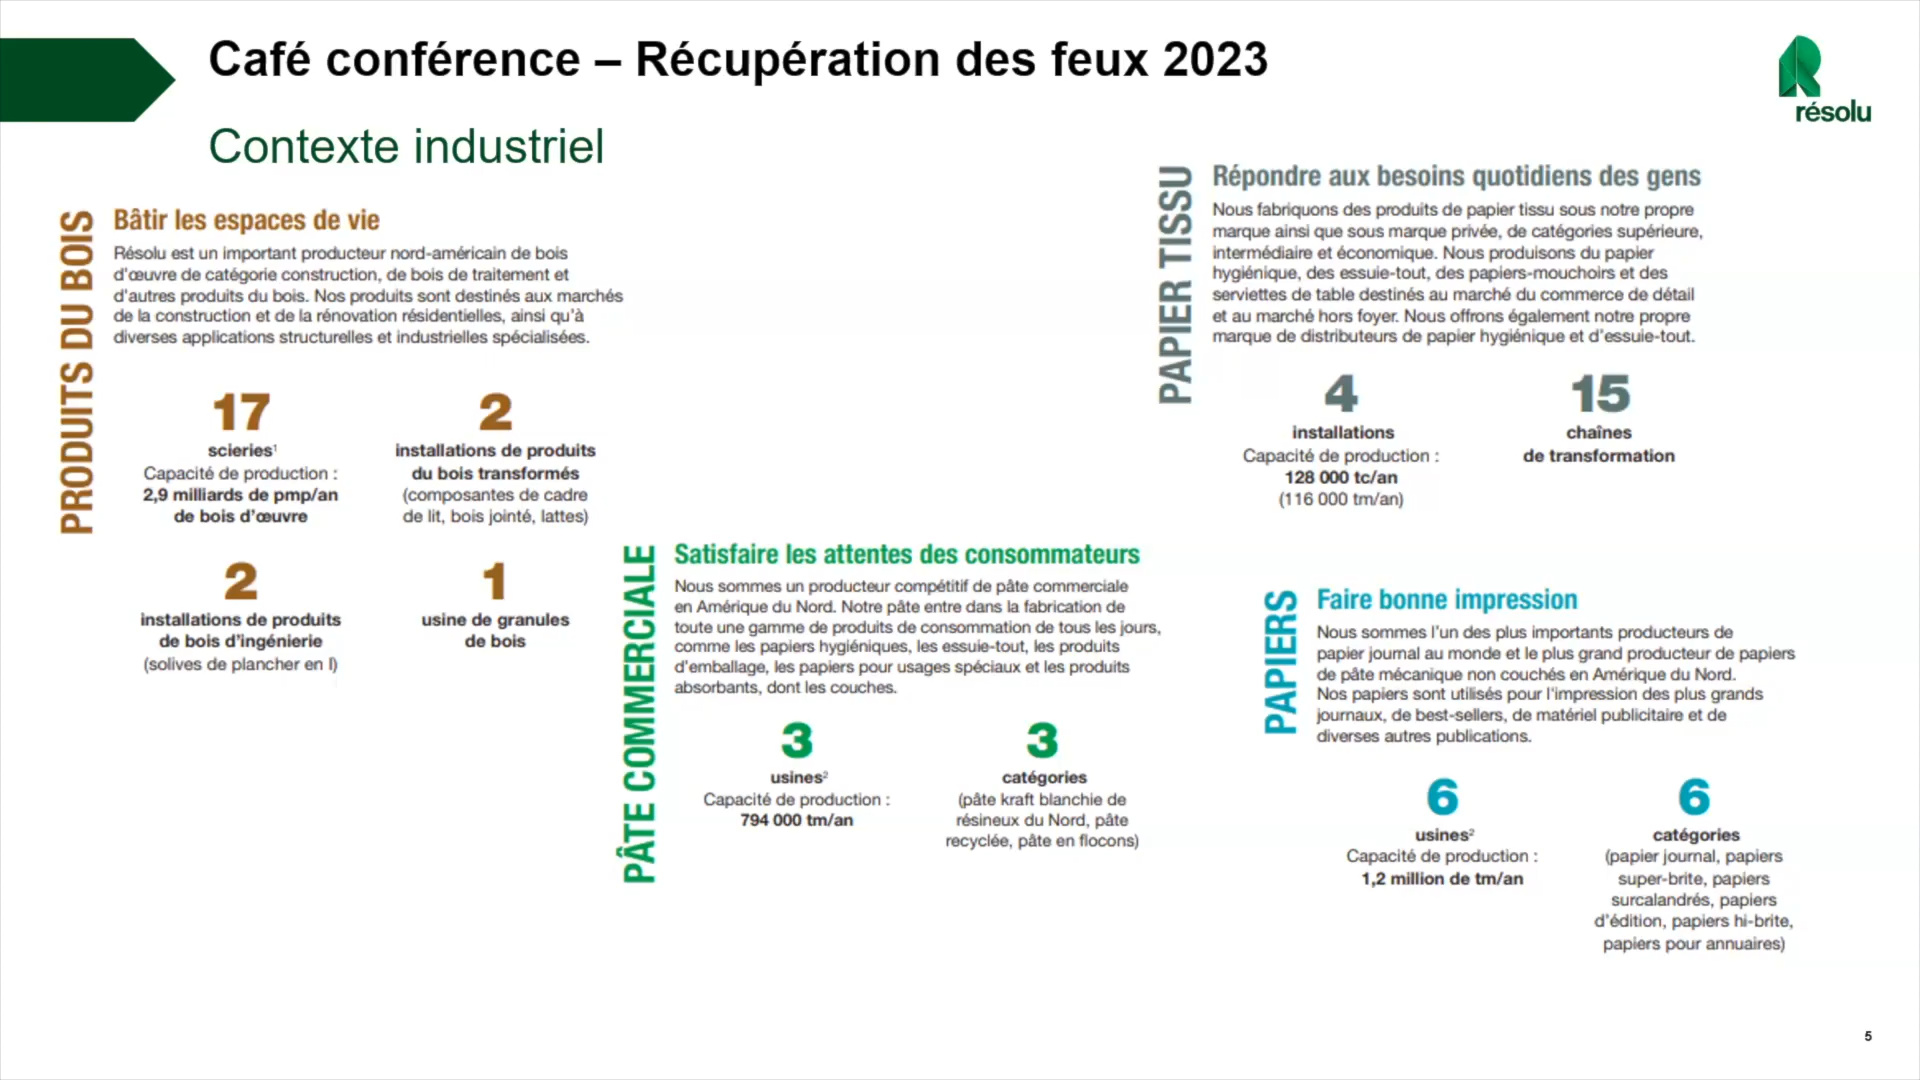 Café conférence – Récupération des feux 2023
résolu
Contexte industriel
PRODUITS DU BOIS
Bâtir les espaces de vie
Résolu est un important producteur nord-américain de bois
d'œuvre de catégorie construction, de bois de traitement et
d'autres produits du bois. Nos produits sont destinés aux marchés
de la construction et de la rénovation résidentielles, ainsi qu'à
diverses applications structurelles et industrielles spécialisées.
17
scieries¹
Capacité de production :
2,9 milliards de pmp/an
de bois d'œuvre
2
installations de produits
du bois transformés
(composantes de cadre
de lit, bois jointé, lattes)
2
installations de produits
de bois d'ingénierie
(solives de plancher en I)
1
usine de granules
de bois
PÂTE COMMERCIALE
Satisfaire les attentes des consommateurs
Nous sommes un producteur compétitif de pâte commerciale
en Amérique du Nord. Notre pâte entre dans la fabrication de
toute une gamme de produits de consommation de tous les jours,
comme les papiers hygiéniques, les essuie-tout, les produits
d'emballage, les papiers pour usages spéciaux et les produits
absorbants, dont les couches.
3
usines²
Capacité de production :
794 000 tm/an
3
catégories
(pâte kraft blanchie de
résineux du Nord, pâte
recyclée, pâte en flocons)
PAPIER TISSU
Répondre aux besoins quotidiens des gens
Nous fabriquons des produits de papier tissu sous notre propre
marque ainsi que sous marque privée, de catégories supérieure,
intermédiaire et économique. Nous produisons du papier
hygiénique, des essuie-tout, des papiers-mouchoirs et des
serviettes de table destinés au marché du commerce de détail
et au marché hors foyer. Nous offrons également notre propre
marque de distributeurs de papier hygiénique et d'essuie-tout.
4
installations
Capacité de production :
128 000 tc/an
(116 000 tm/an)
15
chaînes
de transformation
PAPIERS
Faire bonne impression
Nous sommes l'un des plus importants producteurs de
papier journal au monde et le plus grand producteur de papiers
de pâte mécanique non couchés en Amérique du Nord.
Nos papiers sont utilisés pour l'impression des plus grands
journaux, de best-sellers, de matériel publicitaire et de
diverses autres publications.
6
usines²
Capacité de production :
1,2 million de tm/an
6
catégories
(papier journal, papiers
super-brite, papiers
surcalandrés, papiers
d'édition, papiers hi-brite,
papiers pour annuaires)
5